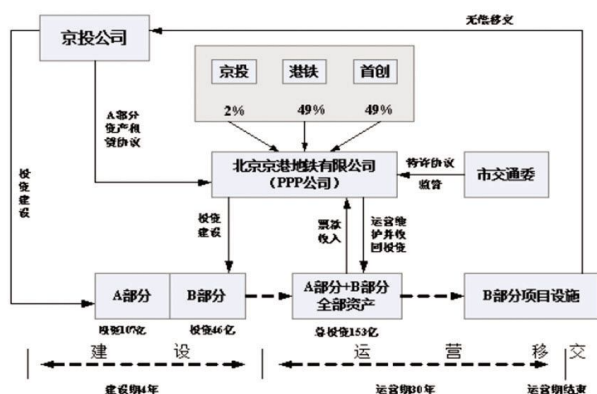 无偿移交
京投公司
京投
港铁
首创
2%
49%
49%
A部分
资产租
赁协议
投资
建设
北京京港地铁有限公司
（PPP公司）
特许协议
监管
市交通委
投资
建设
票款
收入
运营维
护并收
回投资
A部分
B部分
A部分+B部分
全部资产
B部分项目设施
投资107亿
投资46亿
总投资153亿
建 设
运 营
移 交
建设期4年
运营期30年
运营期结束